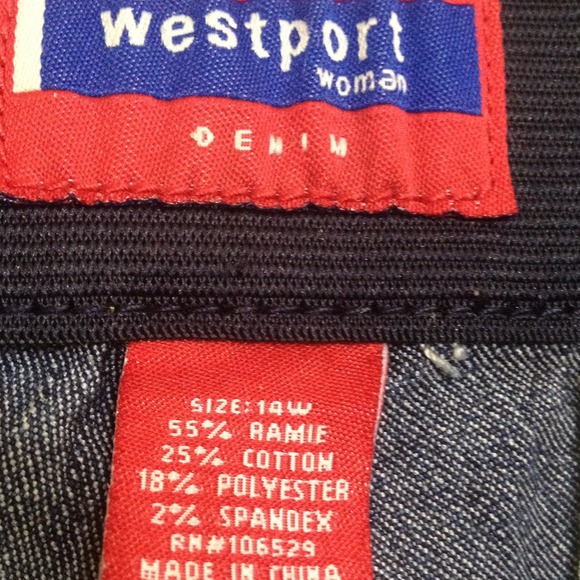 westport
woman
DENIM
SIZE:14W
55% RAMIE
25% COTTON
18% POLYESTER
2% SPANDEX
RN#106529
MADE IN CHINA